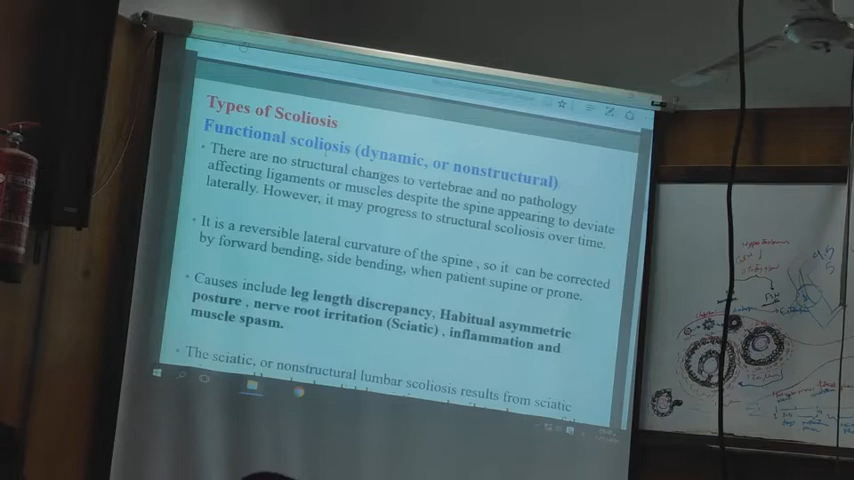 Types of Scoliosis
Functional scoliosis (dynamic, or nonstructural)
• There are no structural changes to vertebrae and no pathology
affecting ligaments or muscles despite the spine appearing to deviate
laterally. However, it may progress to structural scoliosis over time.
• It is a reversible lateral curvature of the spine , so it can be corrected
by forward bending, side bending, when patient supine or prone.
• Causes include leg length discrepancy, Habitual asymmetric
posture , nerve root irritation (Sciatic) , inflammation and
muscle spasm.
• The sciatic, or nonstructural lumbar scoliosis results from sciatic
FSH